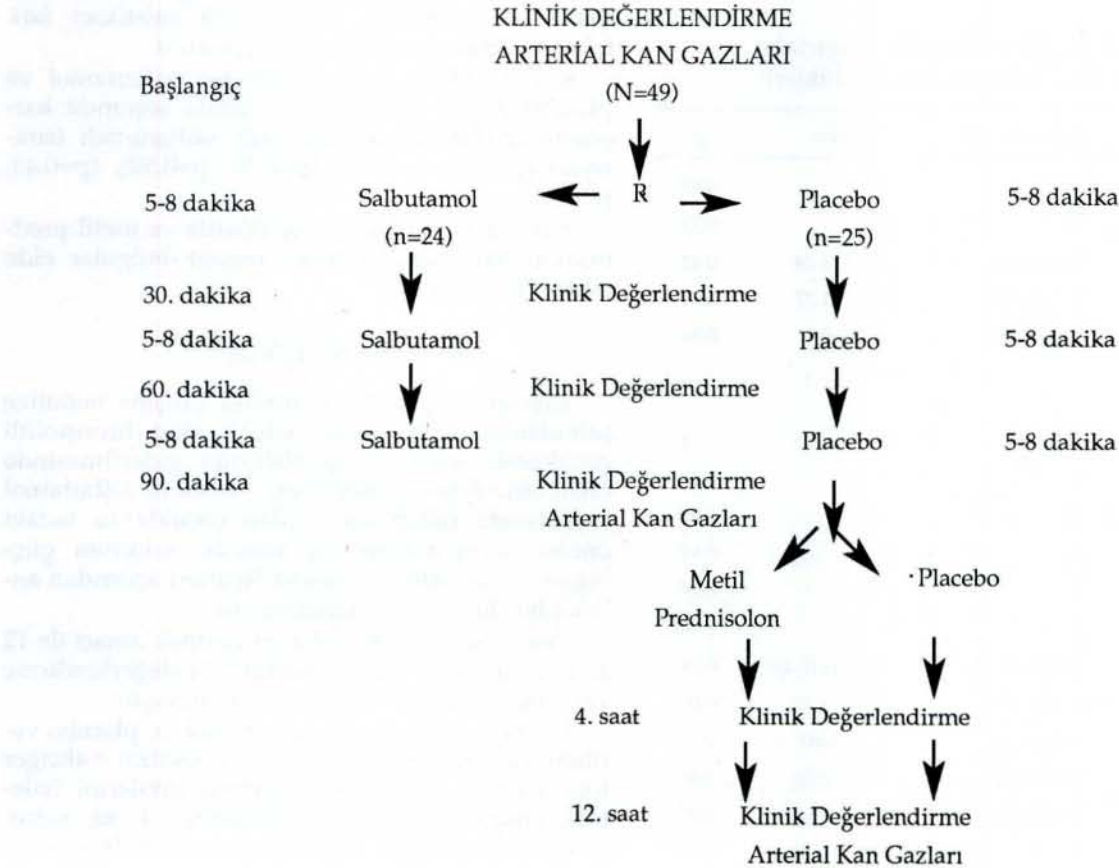 KLİNİK DEĞERLENDİRME
ARTERİAL KAN GAZLARI
Başlangıç (N=49)
5-8 dakika Salbutamol R Placebo 5-8 dakika
(n=24) (n=25)
30. dakika Klinik Değerlendirme
5-8 dakika Salbutamol Placebo 5-8 dakika
60. dakika Klinik Değerlendirme
5-8 dakika Salbutamol Placebo 5-8 dakika
90. dakika Klinik Değerlendirme
Arterial Kan Gazları
Metil Placebo
Prednisolon
4. saat Klinik Değerlendirme
12. saat Klinik Değerlendirme
Arterial Kan Gazları